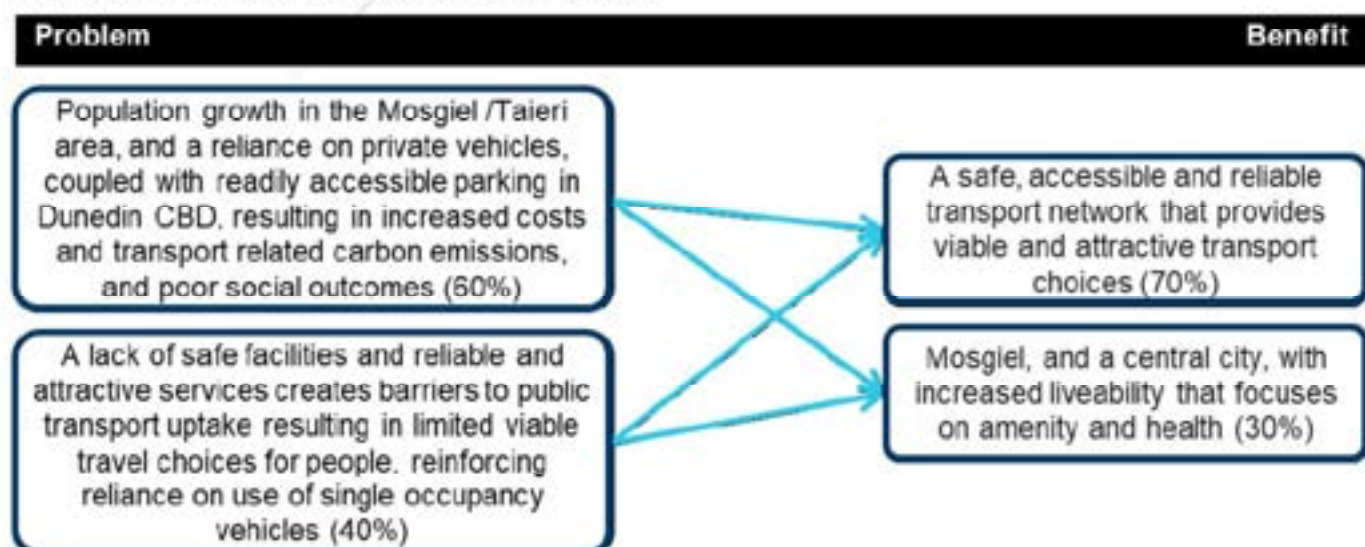 Problem
Benefit
Population growth in the Mosgiel /Taieri
area, and a reliance on private vehicles,
coupled with readily accessible parking in
Dunedin CBD, resulting in increased costs
and transport related carbon emissions,
and poor social outcomes (60%)
A lack of safe facilities and reliable and
attractive services creates barriers to public
transport uptake resulting in limited viable
travel choices for people, reinforcing
reliance on use of single occupancy
vehicles (40%)
A safe, accessible and reliable
transport network that provides
viable and attractive transport
choices (70%)
Mosgiel, and a central city, with
increased liveability that focuses
on amenity and health (30%)